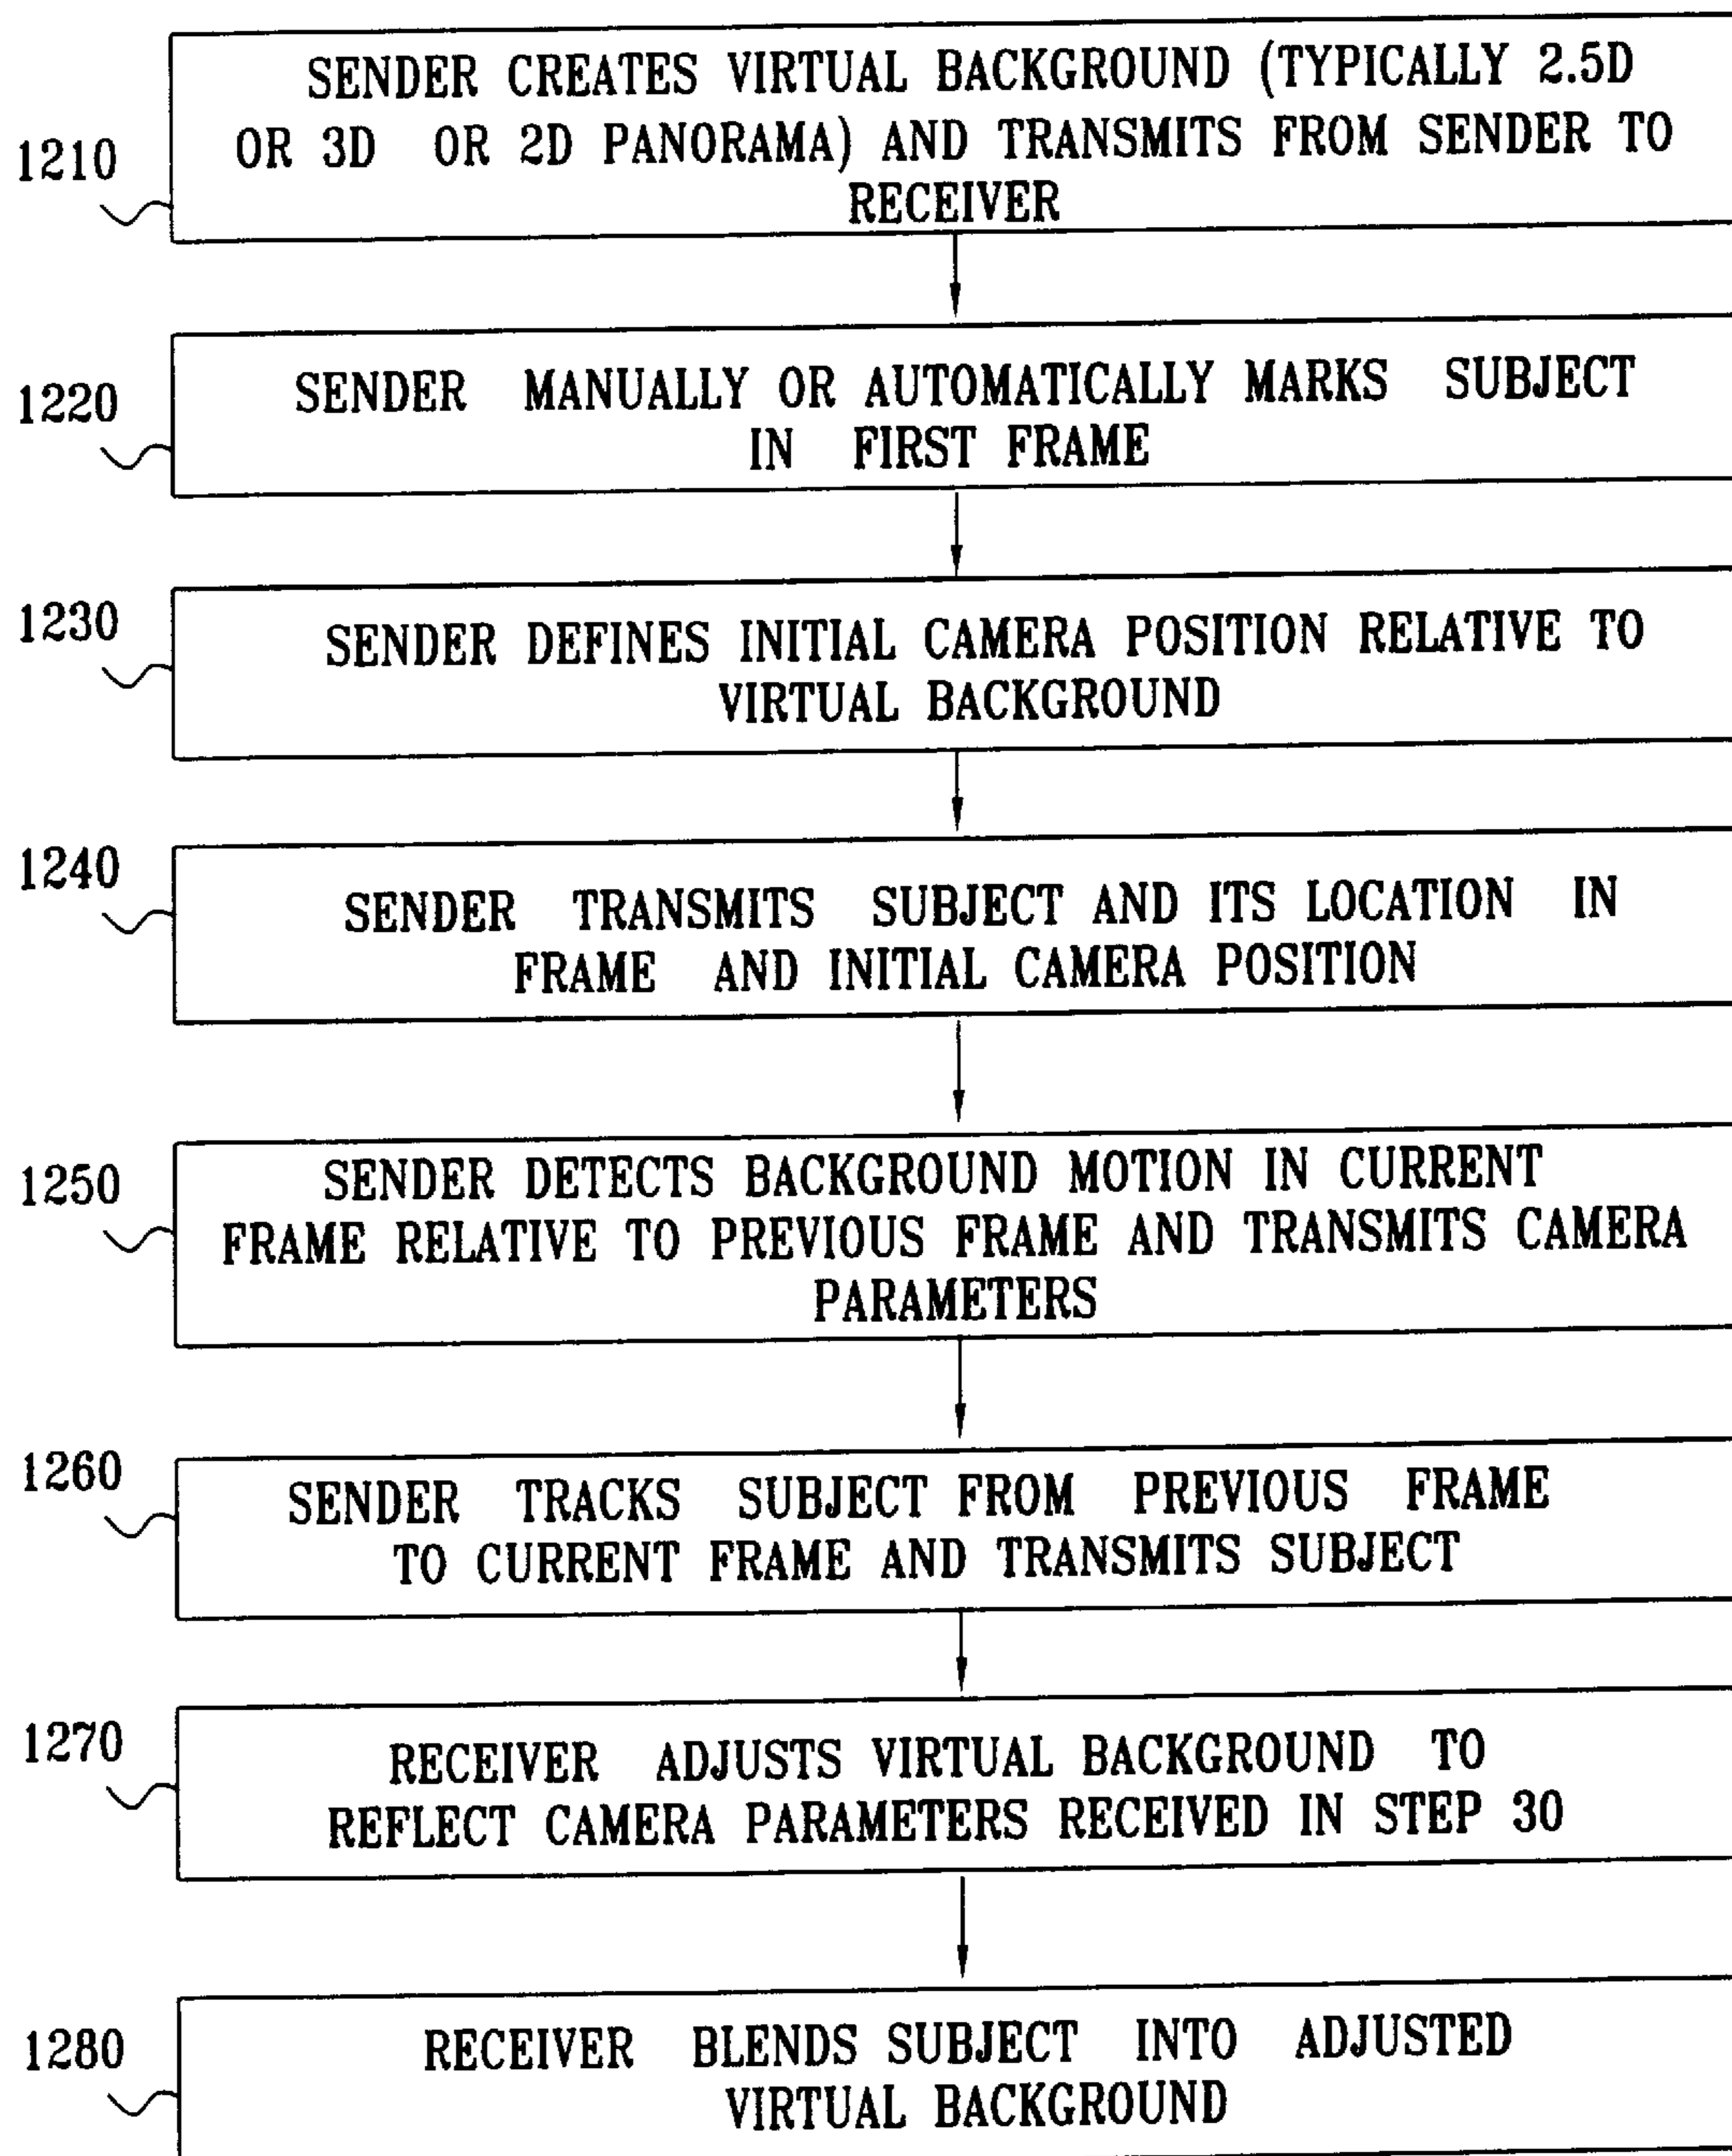 SENDER CREATES VIRTUAL BACKGROUND (TYPICALLY 2.5D
OR 3D OR 2D PANORAMA) AND TRANSMITS FROM SENDER TO
RECEIVER
1210
SENDER MANUALLY OR AUTOMATICALLY MARKS SUBJECT
IN FIRST FRAME
1220
SENDER DEFINES INITIAL CAMERA POSITION RELATIVE TO
VIRTUAL BACKGROUND
1230
SENDER TRANSMITS SUBJECT AND ITS LOCATION IN
FRAME AND INITIAL CAMERA POSITION
1240
SENDER DETECTS BACKGROUND MOTION IN CURRENT
FRAME RELATIVE TO PREVIOUS FRAME AND TRANSMITS CAMERA
PARAMETERS
1250
SENDER TRACKS SUBJECT FROM PREVIOUS FRAME
TO CURRENT FRAME AND TRANSMITS SUBJECT
1260
RECEIVER ADJUSTS VIRTUAL BACKGROUND TO
REFLECT CAMERA PARAMETERS RECEIVED IN STEP 30
1270
RECEIVER BLENDS SUBJECT INTO ADJUSTED
VIRTUAL BACKGROUND
1280